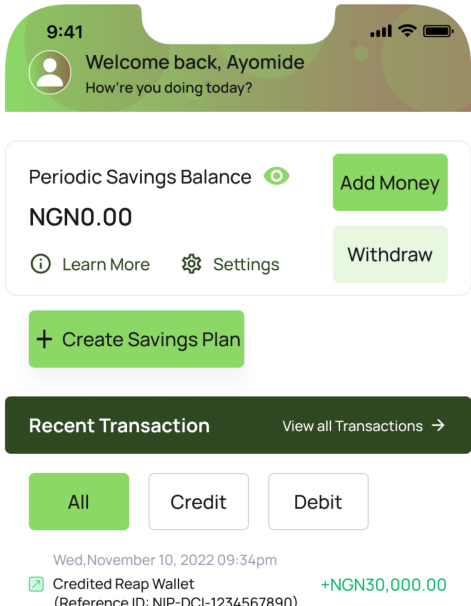 9:41
Welcome back, Ayomide
How're you doing today?
Periodic Savings Balance
Add Money
NGN0.00
Learn More
Settings
Withdraw
+ Create Savings Plan
Recent Transaction
View all Transactions →
All
Credit
Debit
Wed,November 10, 2022 09:34pm
Credited Reap Wallet
+NGN30,000.00
(Reference ID: NIP-DCI-1234567890)